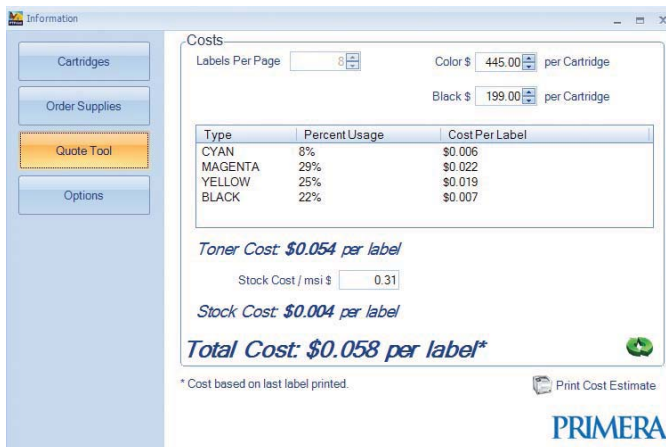 Information
Cartridges
Order Supplies
Quote Tool
Options
Costs
Labels Per Page 8 Color $ 445.00 per Cartridge
Black $ 199.00 per Cartridge
Type Percent Usage Cost Per Label
CYAN 8% $0.006
MAGENTA 29% $0.022
YELLOW 25% $0.019
BLACK 22% $0.007
Toner Cost: $0.054 per label
Stock Cost / msi $ 0.31
Stock Cost: $0.004 per label
Total Cost: $0.058 per label*
* Cost based on last label printed.
Print Cost Estimate
PRIMERA